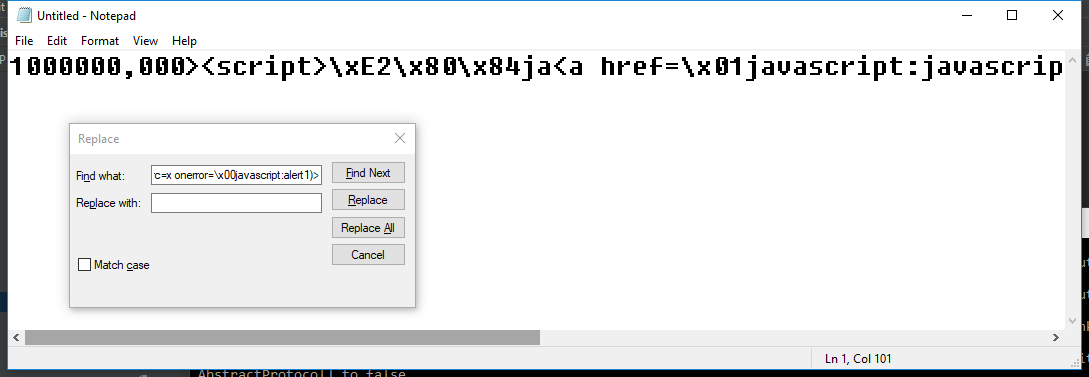 Untitled - Notepad
File Edit Format View Help
1000000,000><script>\xE2\x80\x84ja<a href=\x01javascript:javascrip
Replace
Find what: c=x onerror=\x00javascript:alert1)> Find Next
Replace with: Replace
Replace All
Match case Cancel
Ln 1, Col 101
AbstractProtocol] to false